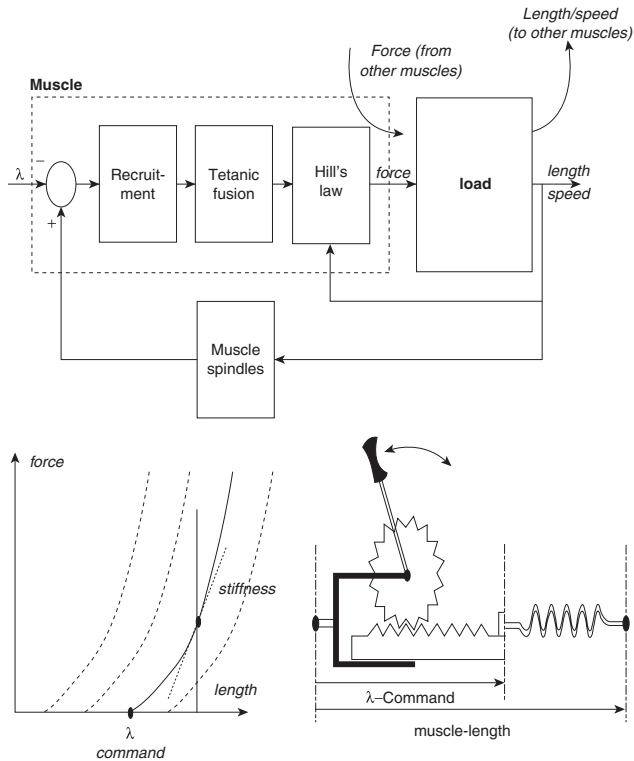 Length/speed
(to other muscles)
Force (from
other muscles)
Muscle
λ
−
+
Recruit-
ment
Tetanic
fusion
Hill's
law
force
load
length
speed
Muscle
spindles
force
stiffness
length
λ
command
λ−Command
muscle-length